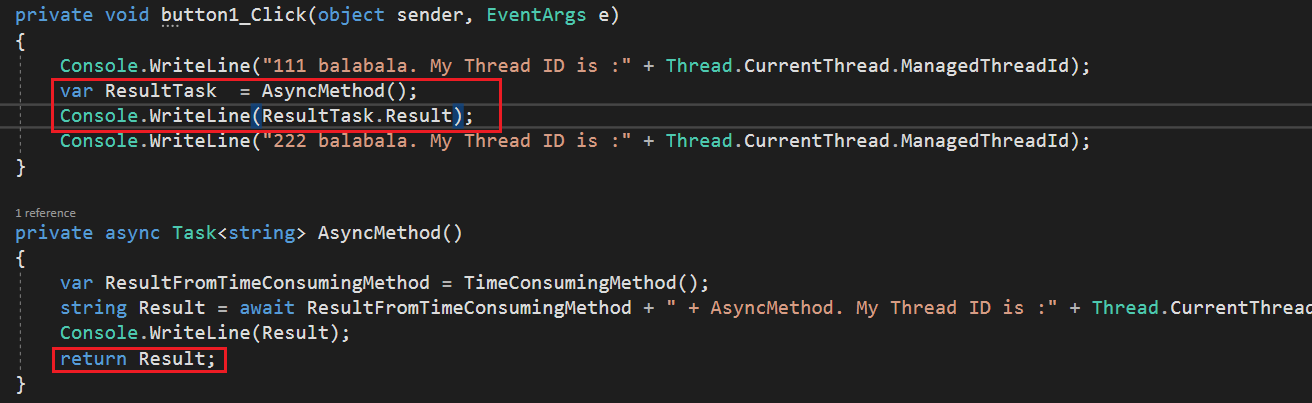 private void button1_Click(object sender, EventArgs e)
{
Console.WriteLine("111 balabala. My Thread ID is :" + Thread.CurrentThread.ManagedThreadId);
var ResultTask  = AsyncMethod();
Console.WriteLine(ResultTask.Result);
Console.WriteLine("222 balabala. My Thread ID is :" + Thread.CurrentThread.ManagedThreadId);
}
1 reference
private async Task<string> AsyncMethod()
{
var ResultFromTimeConsumingMethod = TimeConsumingMethod();
string Result = await ResultFromTimeConsumingMethod + " + AsyncMethod. My Thread ID is :" + Thread.CurrentThread
Console.WriteLine(Result);
return Result;
}